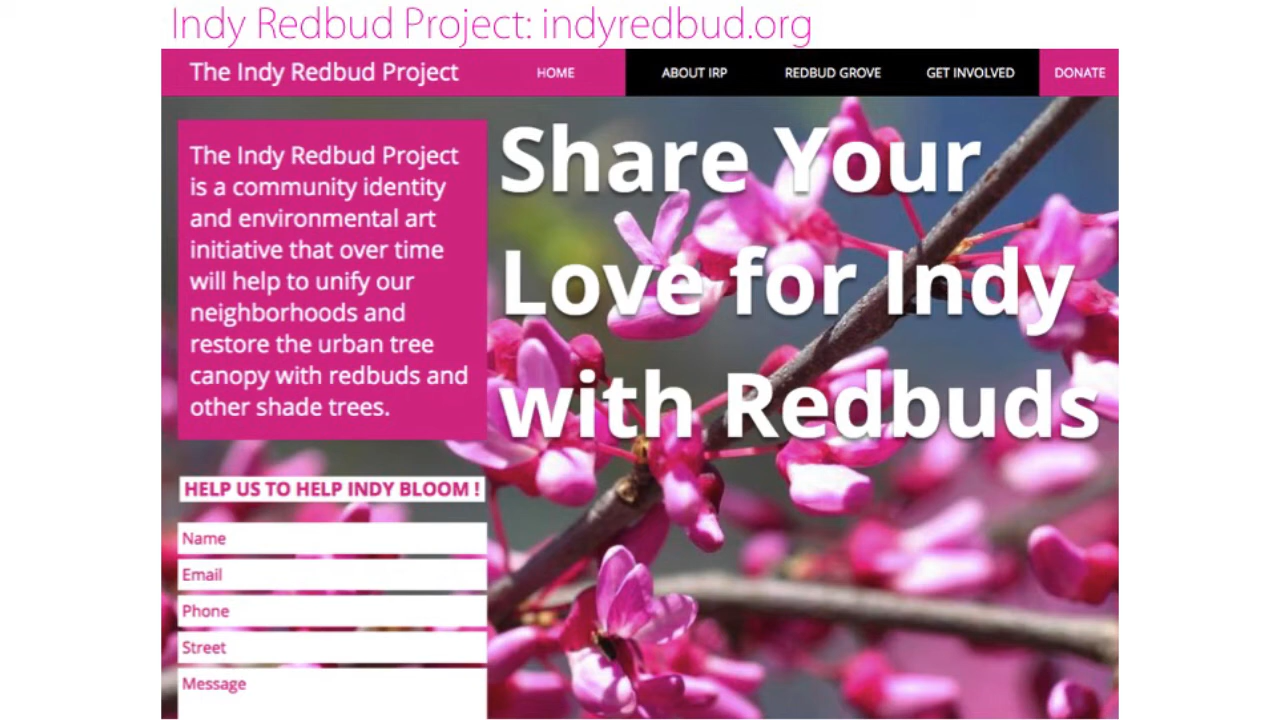 Indy Redbud Project: indyredbud.org
The Indy Redbud Project
HOME
ABOUT IRP
REDBUD GROVE
GET INVOLVED
DONATE
The Indy Redbud Project
is a community identity
and environmental art
initiative that over time
will help to unify our
neighborhoods and
restore the urban tree
canopy with redbuds and
other shade trees.
Share Your
Love for Indy
with Redbuds
HELP US TO HELP INDY BLOOM !
Name
Email
Phone
Street
Message